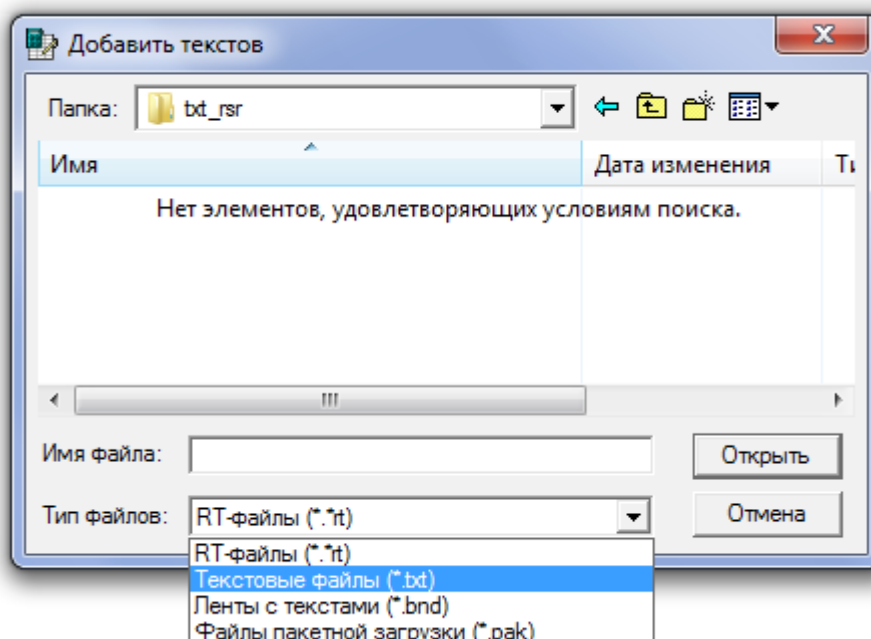 Добавить текстов
Папка: txt_rsr
Имя Дата изменения
Нет элементов, удовлетворяющих условиям поиска.
Имя файла: Открыть
Тип файлов: RT-файлы (*.*rt) Отмена
RT-файлы (*.*rt)
Текстовые файлы (*.txt)
Ленты с текстами (*.bnd)
Файлы пакетной загрузки (*.pak)